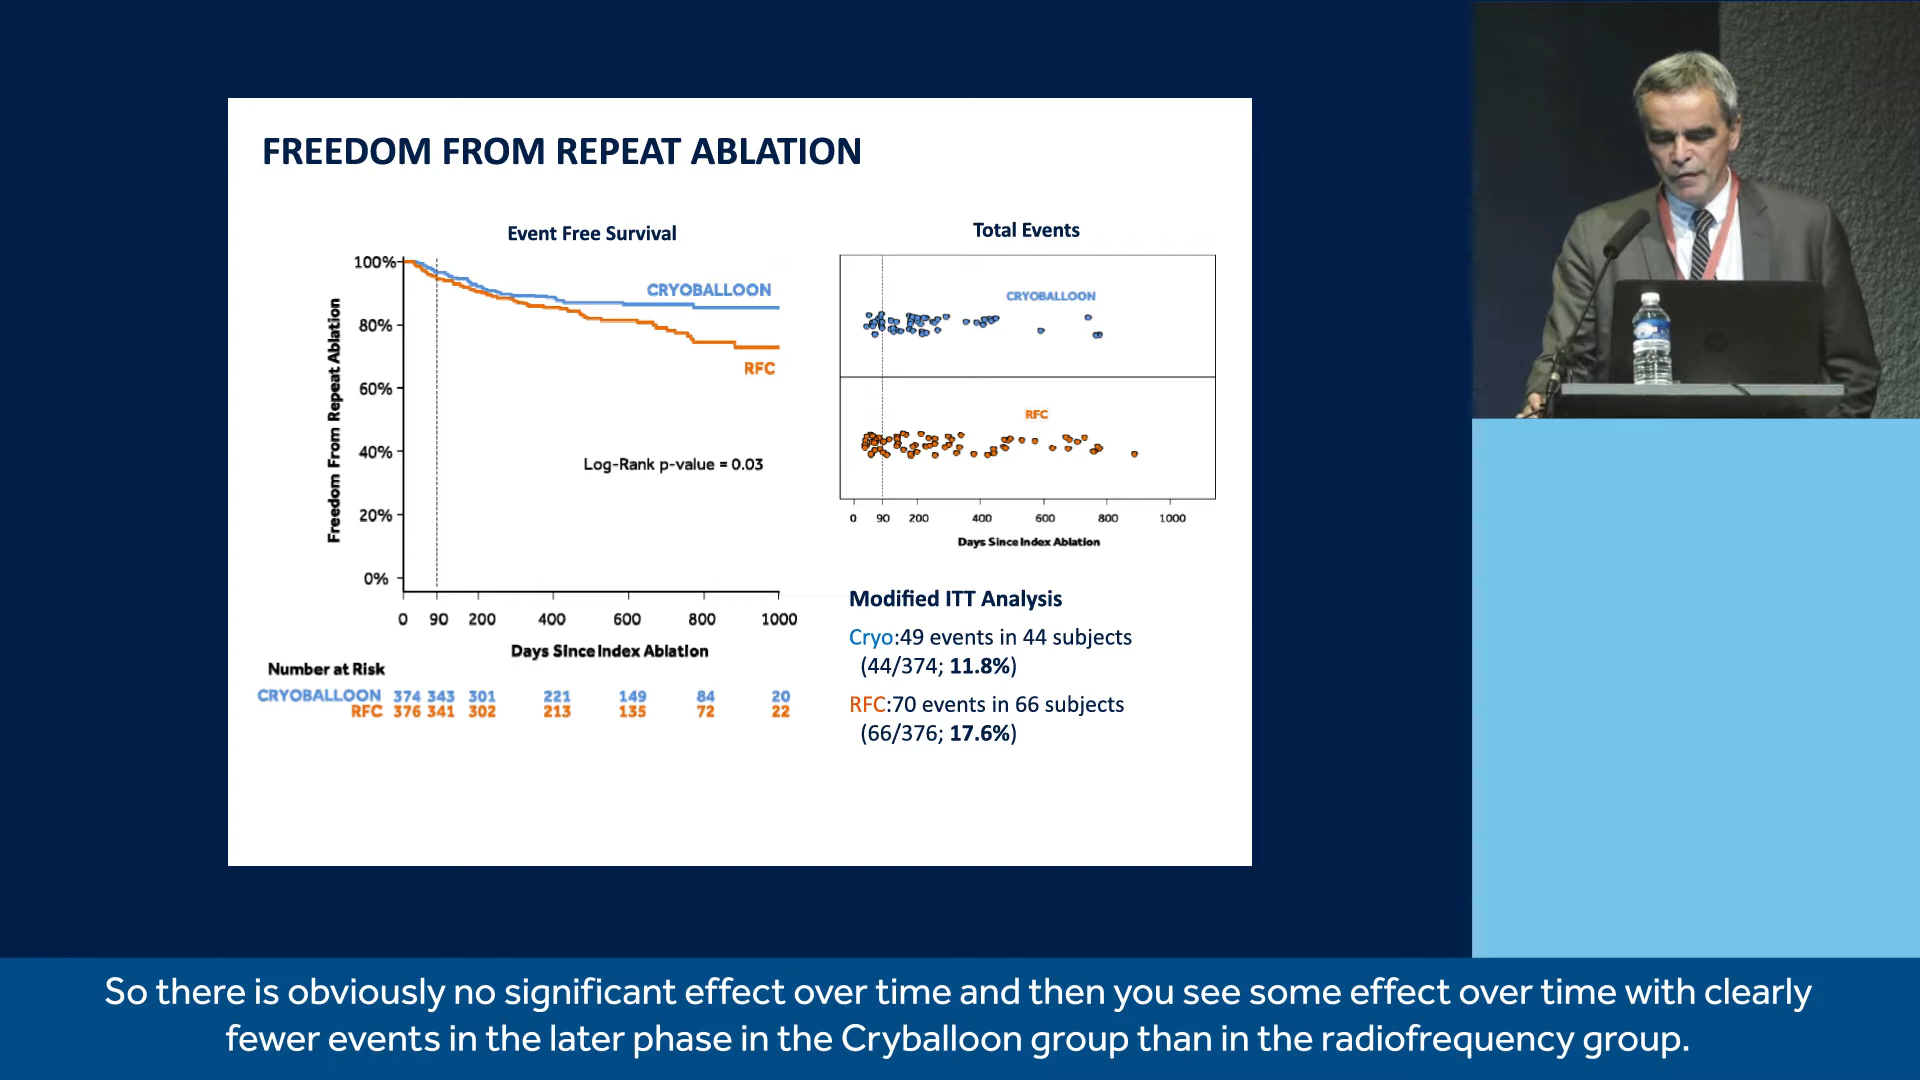 FREEDOM FROM REPEAT ABLATION
Event Free Survival
100%
80%
60%
40%
20%
0%
Freedom From Repeat Ablation
CRYOBALLOON
RFC
Log-Rank p-value = 0.03
0 90 200 400 600 800 1000
Days Since Index Ablation
Number at Risk
CRYOBALLOON 374 343 301 221 149 84 20
RFC 376 341 302 213 135 72 22
Total Events
CRYOBALLOON
RFC
0 90 200 400 600 800 1000
Days Since Index Ablation
Modified ITT Analysis
Cryo:49 events in 44 subjects
(44/374; 11.8%)
RFC:70 events in 66 subjects
(66/376; 17.6%)
So there is obviously no significant effect over time and then you see some effect over time with clearly
fewer events in the later phase in the Cryballoon group than in the radiofrequency group.